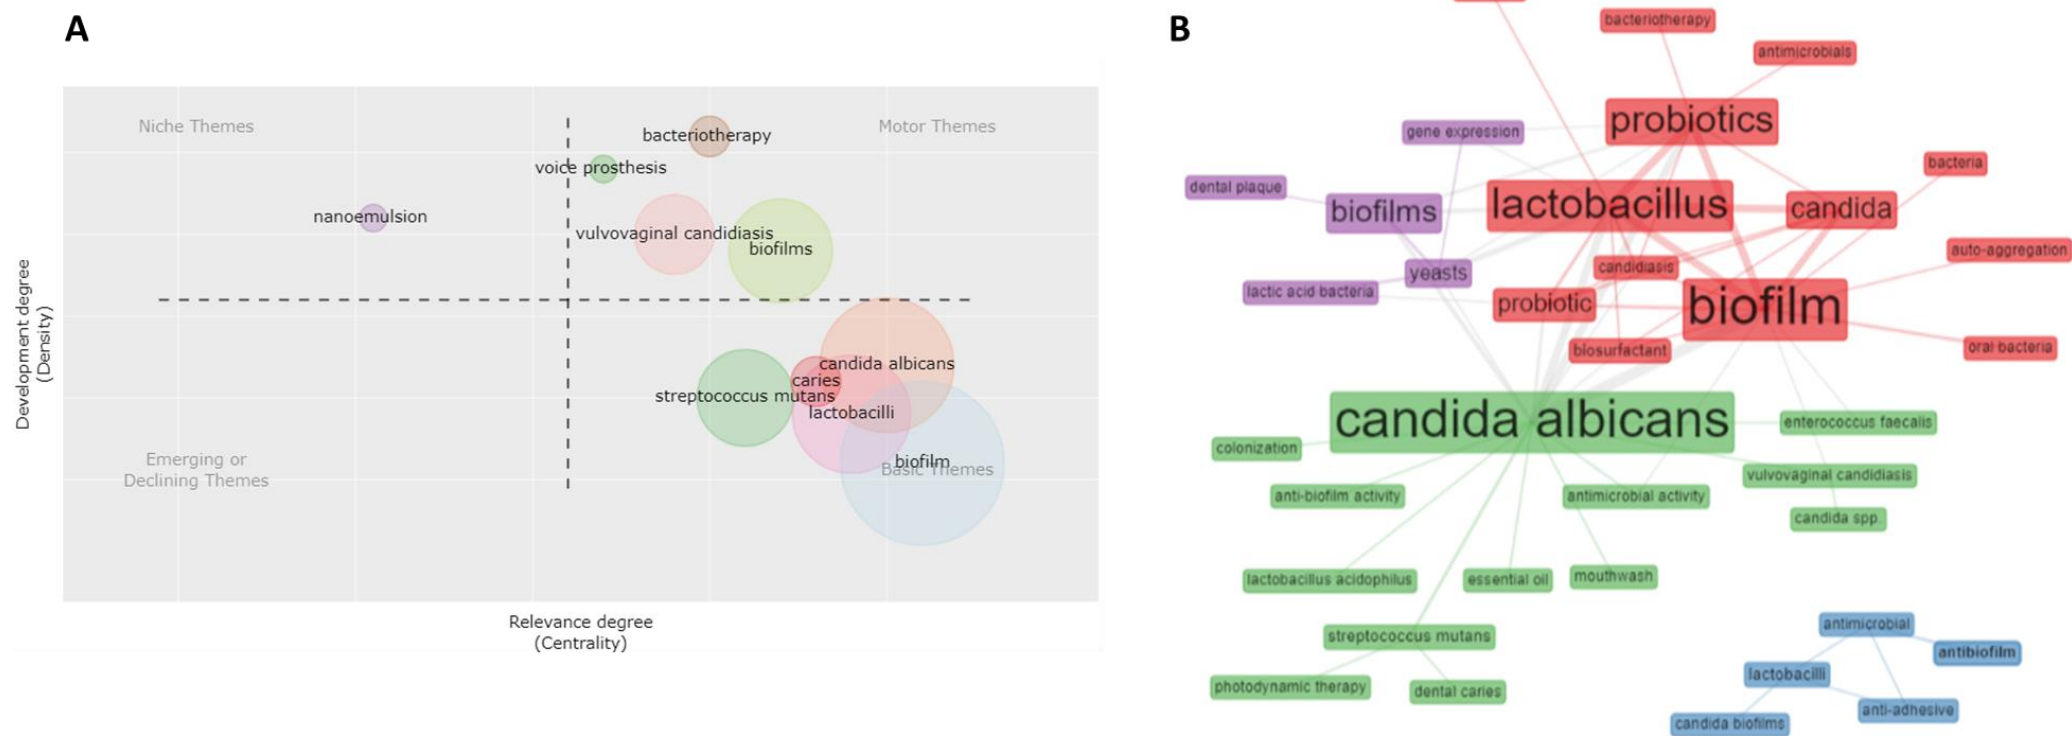 A
Niche Themes
Motor Themes
bacteriotherapy
voice prosthesis
nanoemulsion
vulvovaginal candidiasis
biofilms
candida albicans
caries
streptococcus mutans
lactobacilli
biofilm
Basic Themes
Emerging or
Declining Themes
Development degree
(Density)
Relevance degree
(Centrality)
B
bacteriotherapy
antimicrobials
probiotics
gene expression
bacteria
dental plaque
biofilms
lactobacillus
candida
auto-aggregation
candidiasis
yeasts
lactic acid bacteria
probiotic
biofilm
biosurfactant
oral bacteria
candida albicans
enterococcus faecalis
colonization
vulvovaginal candidiasis
anti-biofilm activity
antimicrobial activity
candida spp.
lactobacillus acidophilus
essential oil
mouthwash
streptococcus mutans
photodynamic therapy
dental caries
antimicrobial
antibiofilm
lactobacilli
anti-adhesive
candida biofilms